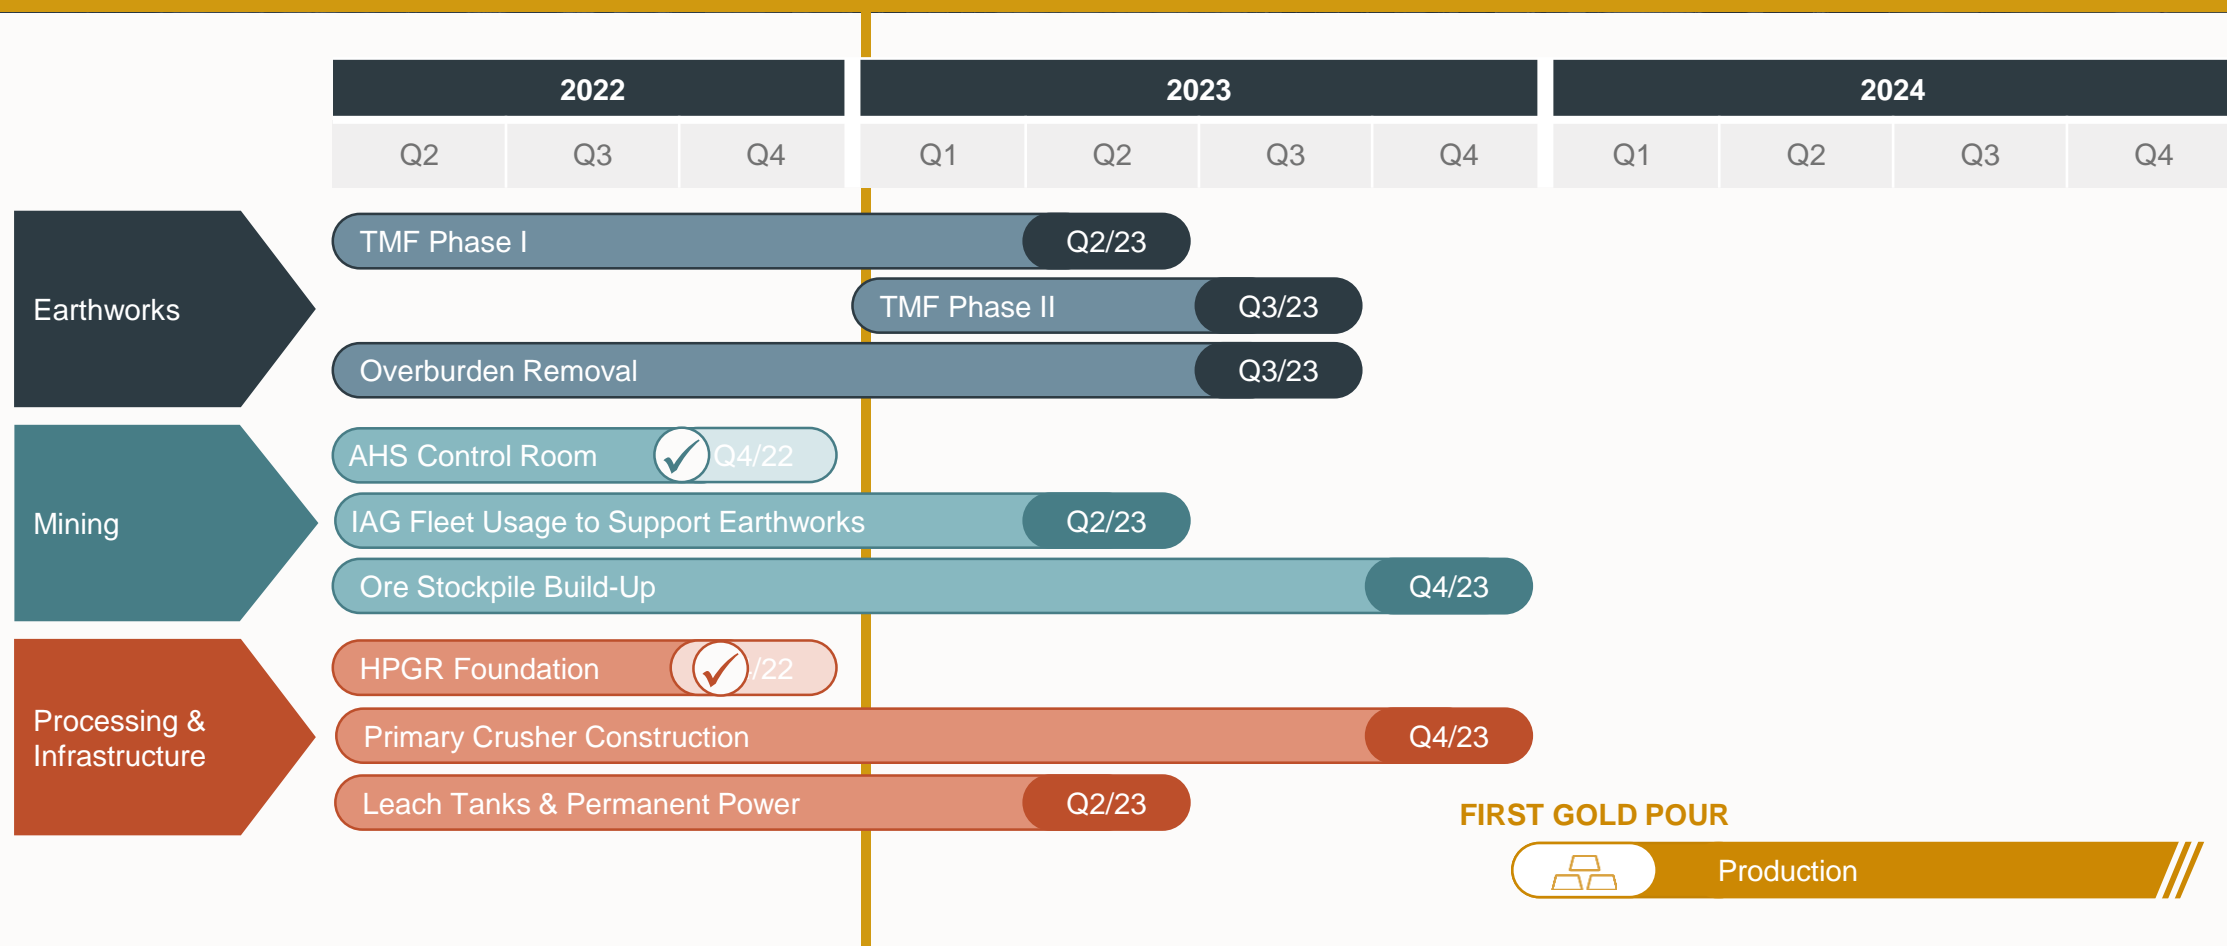 2022
2023
2024
Q2
Q3
Q4
Q1
Q2
Q3
Q4
Q1
Q2
Q3
Q4
Earthworks
TMF Phase I
Q2/23
TMF Phase II
Q3/23
Overburden Removal
Q3/23
Mining
AHS Control Room
Q4/22
IAG Fleet Usage to Support Earthworks
Q2/23
Ore Stockpile Build-Up
Q4/23
Processing &
Infrastructure
HPGR Foundation
/22
Primary Crusher Construction
Q4/23
Leach Tanks & Permanent Power
Q2/23
FIRST GOLD POUR
Production